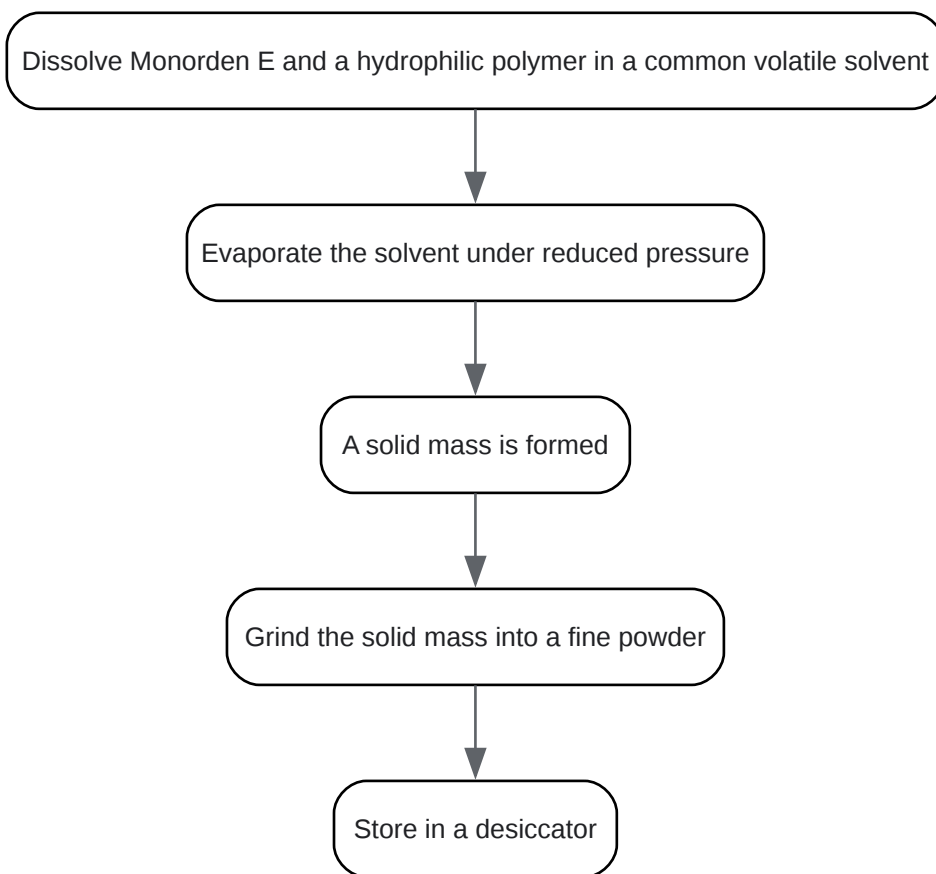 Dissolve Monorden E and a hydrophilic polymer in a common volatile solvent
Evaporate the solvent under reduced pressure
A solid mass is formed
Grind the solid mass into a fine powder
Store in a desiccator